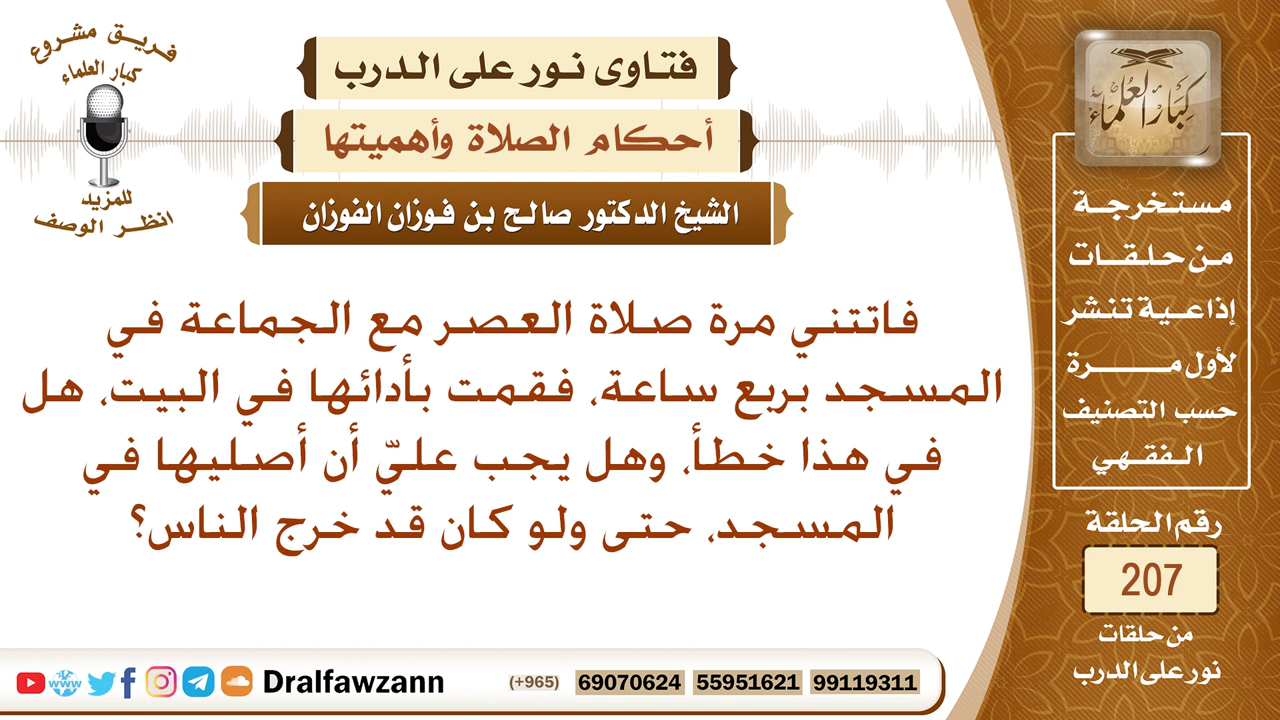 فريق مشروع
كبار العلماء
للمزيد
انظر الوصف
فتاوى نور على الدرب
أحكام الصلاة وأهميتها
الشيخ الدكتور صالح بن فوزان الفوزان
فاتتني مرة صلاة العصر مع الجماعة في
المسجد بربع ساعة، فقمت بأدائها في البيت، هل
في هذا خطأ، وهل يجب عليّ أن أصليها في
المسجد، حتى ولو كان قد خرج الناس؟
كبار العلماء
مستخرجة
من حلقات
إذاعية تنشر
لأول مرة
حسب التصنيف
الفقهي
رقم الحلقة
207
من حلقات
نور على الدرب
www
Dralfawzann
(+965) 69070624 55951621 99119311